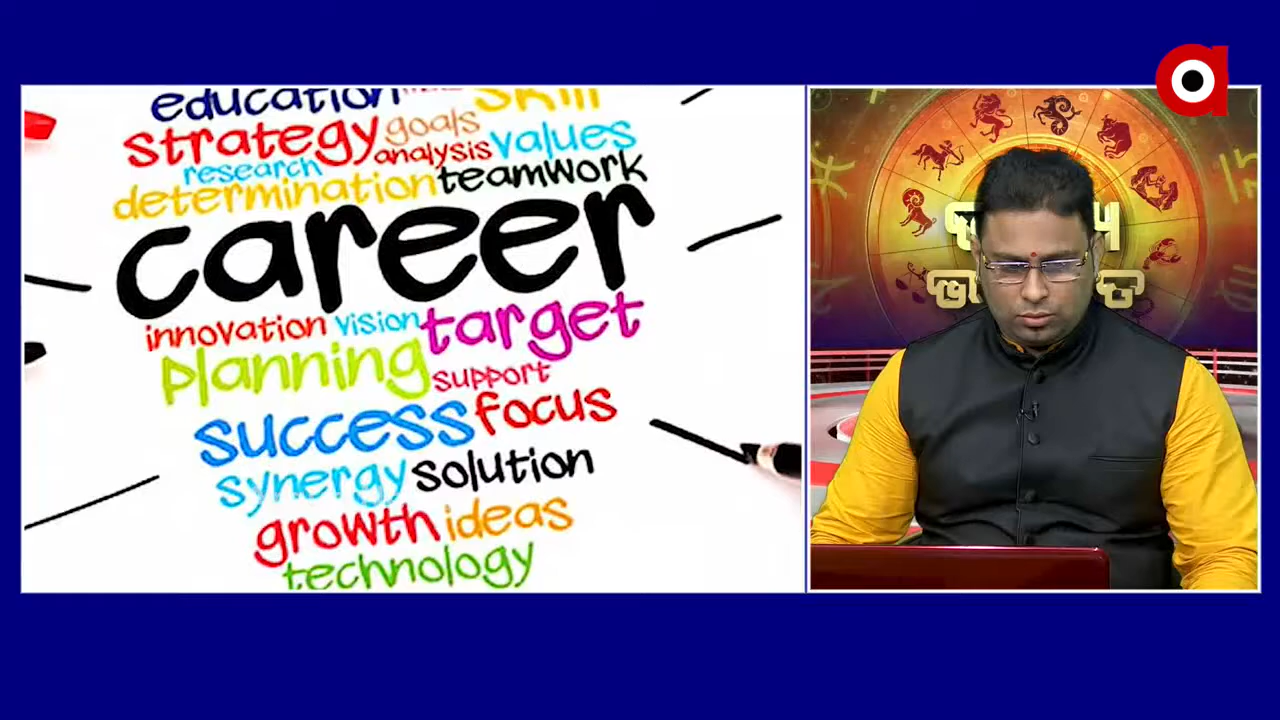 education skill
strategy goals values
research analysis
determination teamwork
career
innovation vision target
planning support
success focus
synergy solution
growth ideas
technology
a